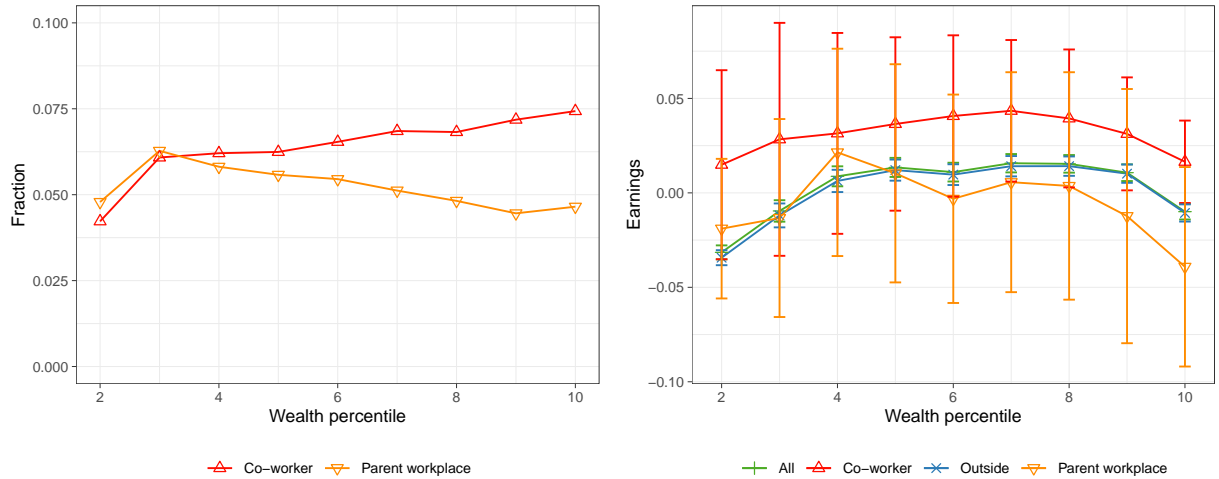 0.100
0.075
0.050
0.025
0.000
Fraction
2 4 6 8 10
Wealth percentile
Co−worker Parent workplace
0.05
0.00
−0.05
−0.10
Earnings
2 4 6 8 10
Wealth percentile
All Co−worker Outside Parent workplace